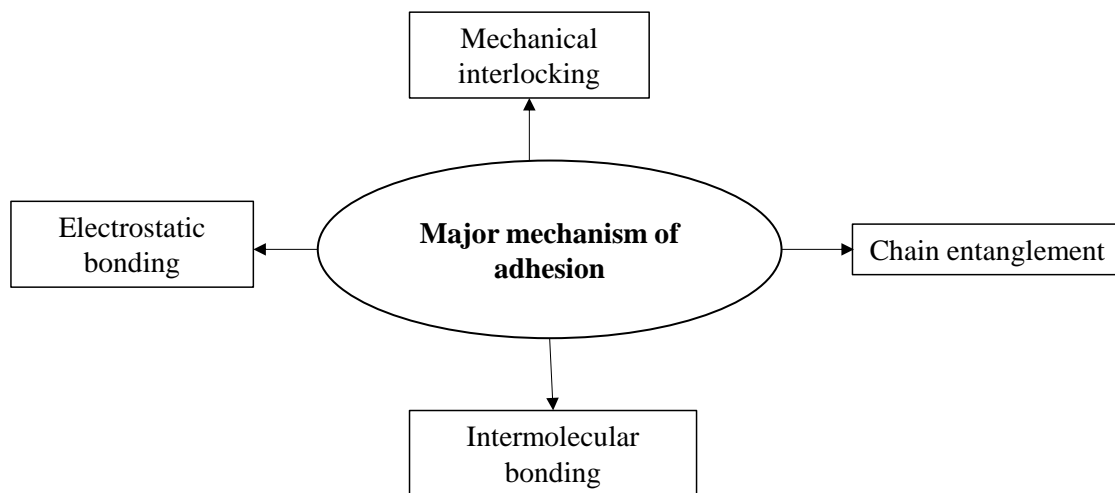 Mechanical
interlocking
Electrostatic
bonding
Major mechanism of
adhesion
Chain entanglement
Intermolecular
bonding